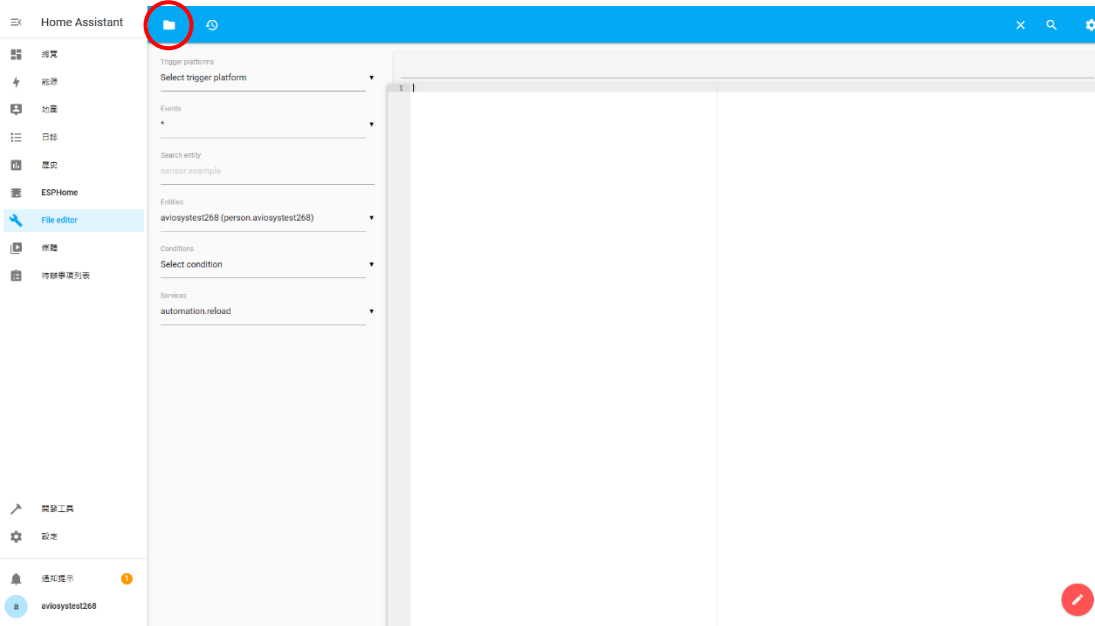 Home Assistant
總覽
能源
地圖
日誌
歷史
ESPHome
File editor
媒體
待辦事項列表
開發工具
設定
通知提示
1
a
aviosystest268
Trigger platforms
Select trigger platform
Events
*
Search entity
sensor.example
Entities
aviosystest268 (person.aviosystest268)
Conditions
Select condition
Services
automation.reload
1